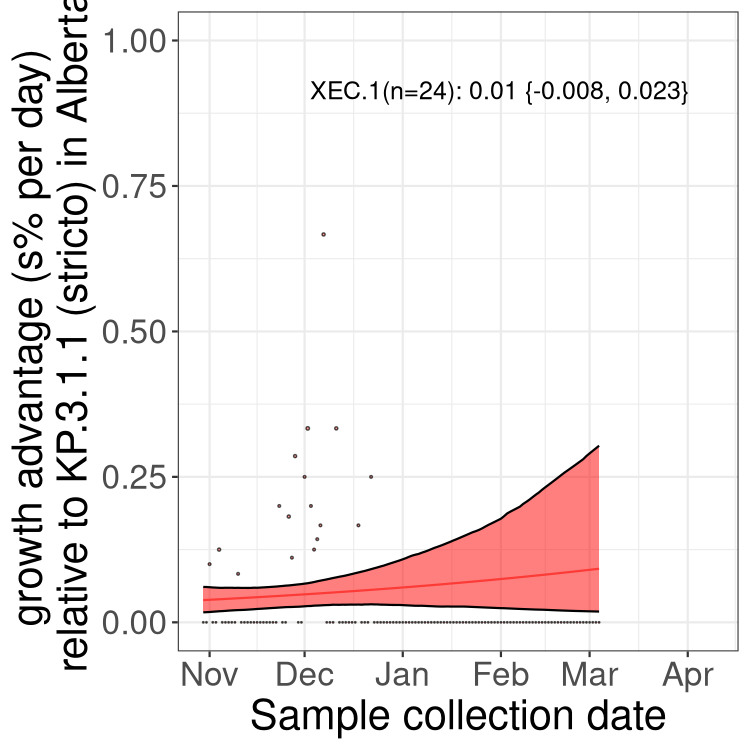 growth advantage (s% per day)
relative to KP.3.1.1 (stricto) in Alberta
1.00
XEC.1(n=24): 0.01 {-0.008, 0.023}
0.75
0.50
0.25
0.00
Nov Dec Jan Feb Mar Apr
Sample collection date